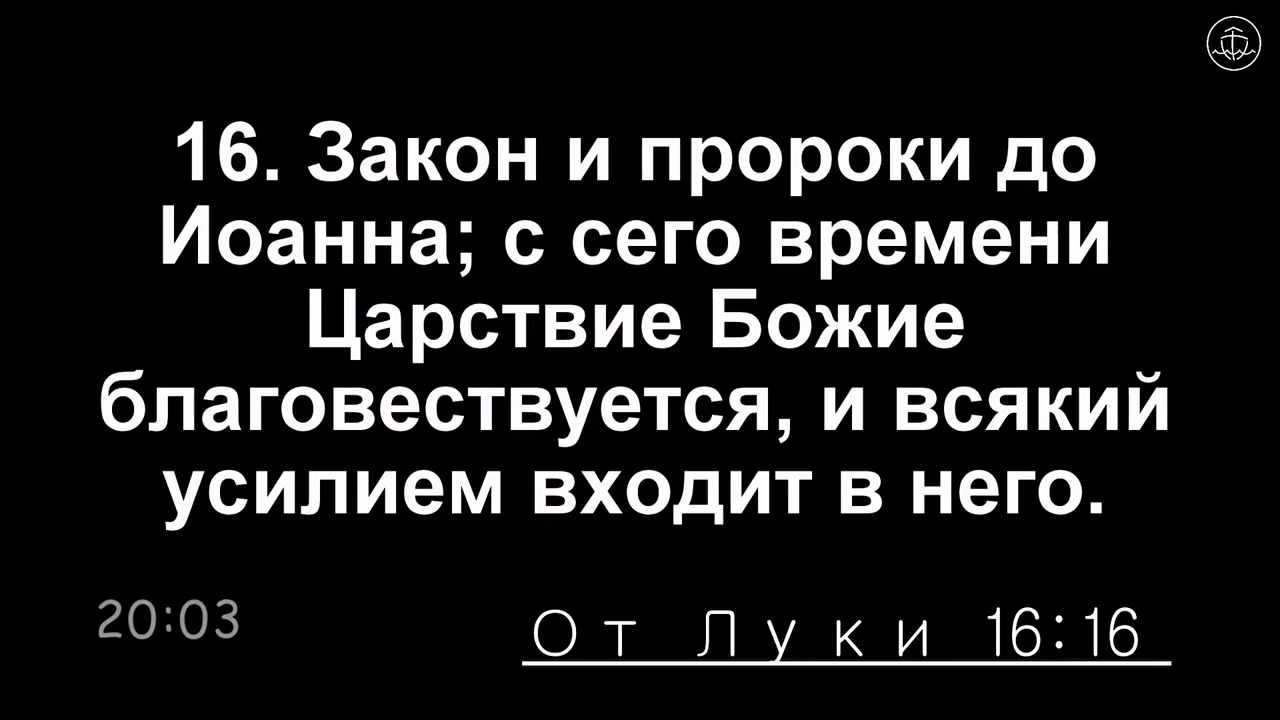 16. Закон и пророки до
Иоанна; с сего времени
Царствие Божие
благовествуется, и всякий
усилием входит в него.
20:03
От Луки 16:16